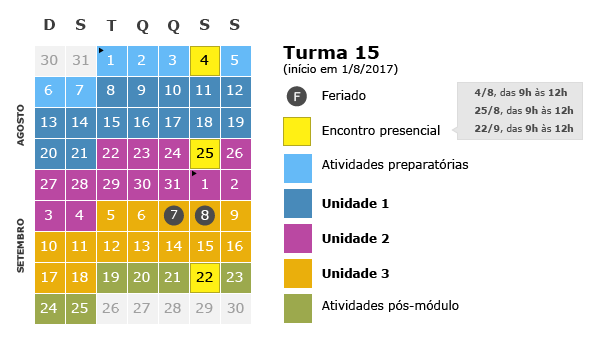 D S T Q Q S S
30 31 1 2 3 4 5
6 7 8 9 10 11 12
13 14 15 16 17 18 19
20 21 22 23 24 25 26
27 28 29 30 31 1 2
3 4 5 6 7 8 9
10 11 12 13 14 15 16
17 18 19 20 21 22 23
24 25 26 27 28 29 30
AGOSTO
SETEMBRO
Turma 15
(início em 1/8/2017)
F Feriado
Encontro presencial
4/8, das 9h às 12h
25/8, das 9h às 12h
22/9, das 9h às 12h
Atividades preparatórias
Unidade 1
Unidade 2
Unidade 3
Atividades pós-módulo